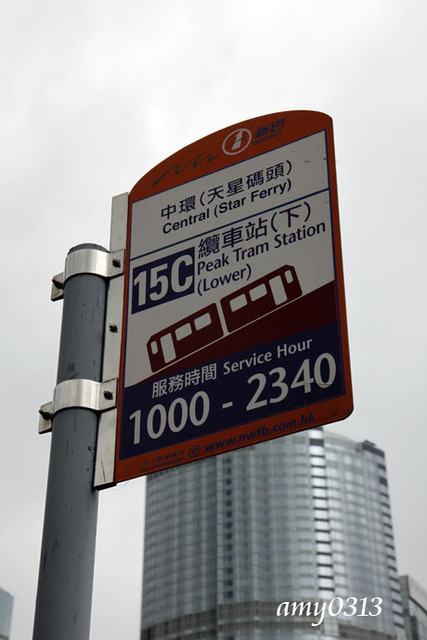 新巴
中環(天星碼頭)
Central (Star Ferry)
15C
纜車站(下)
Peak Tram Station
(Lower)
服務時間 Service Hour
1000 - 2340
www.nwfb.com.hk
amy0313